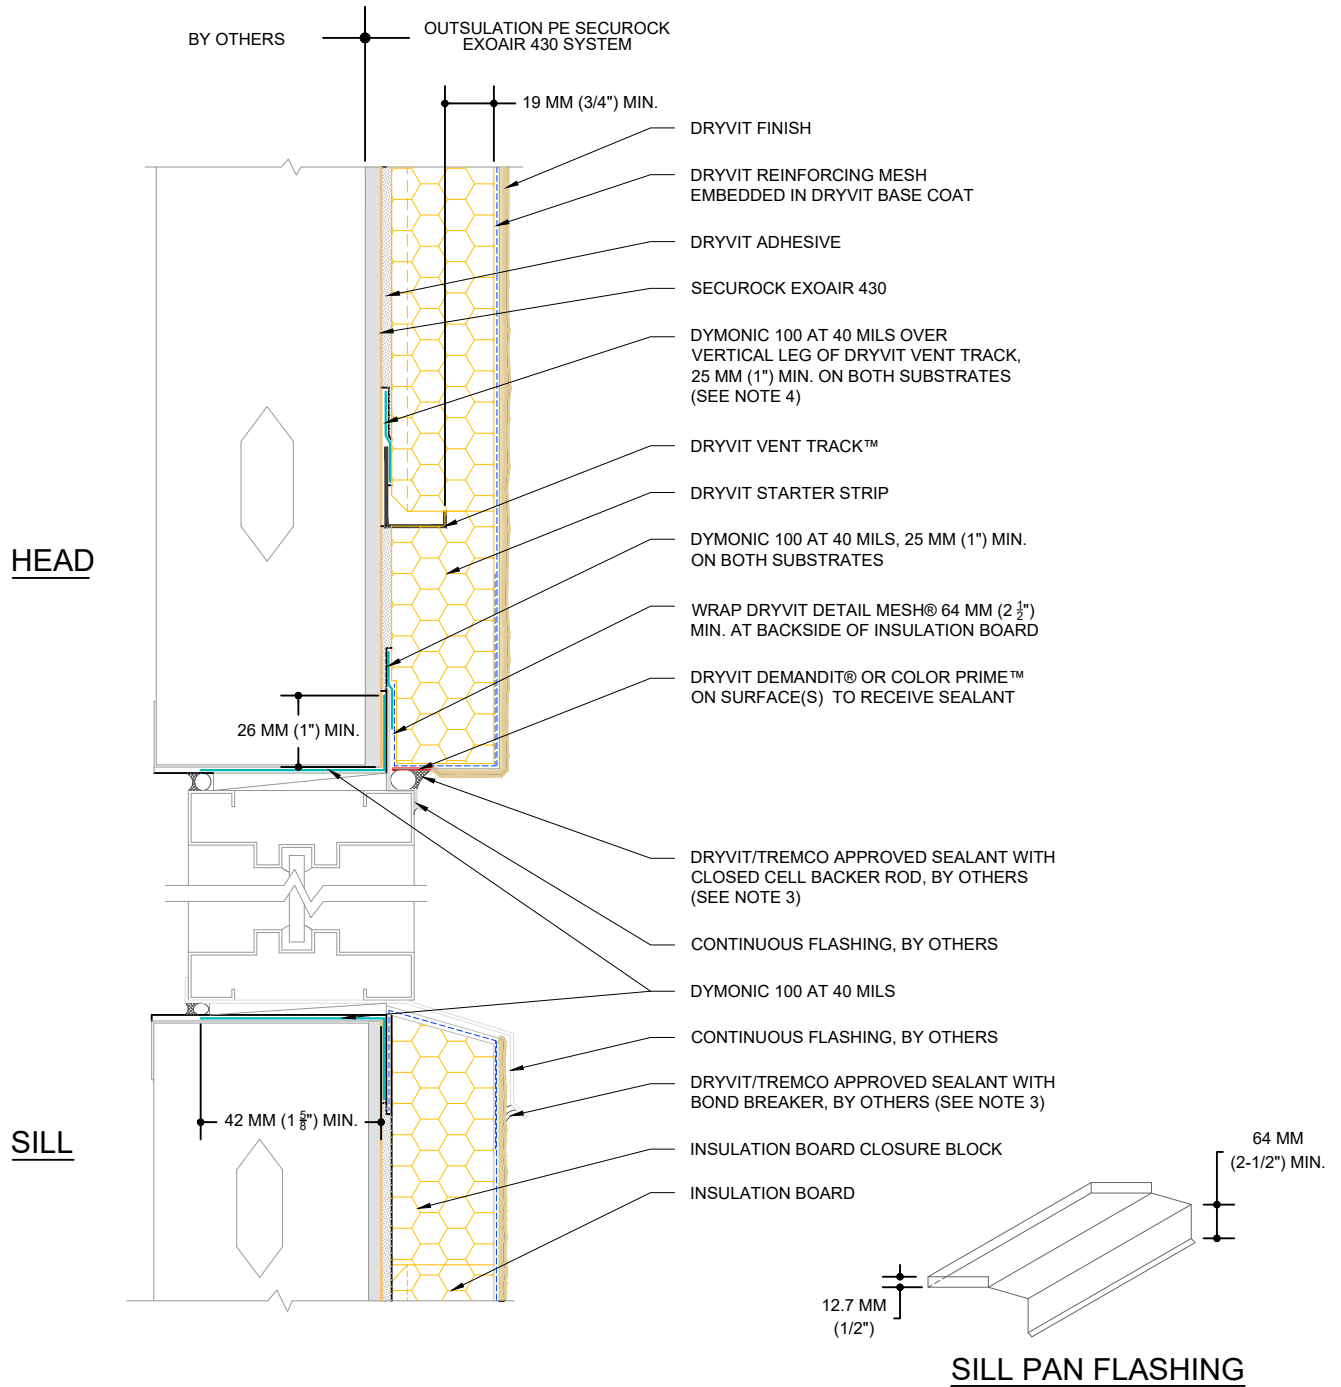 BY OTHERS
OUTSULATION PE SECUROCK
EXOAIR 430 SYSTEM
19 MM (3/4") MIN.
DRYVIT FINISH
DRYVIT REINFORCING MESH
EMBEDDED IN DRYVIT BASE COAT
DRYVIT ADHESIVE
SECUROCK EXOAIR 430
DYMONIC 100 AT 40 MILS OVER
VERTICAL LEG OF DRYVIT VENT TRACK,
25 MM (1") MIN. ON BOTH SUBSTRATES
(SEE NOTE 4)
DRYVIT VENT TRACK™
DRYVIT STARTER STRIP
HEAD
DYMONIC 100 AT 40 MILS, 25 MM (1") MIN.
ON BOTH SUBSTRATES
WRAP DRYVIT DETAIL MESH® 64 MM (2 ½")
MIN. AT BACKSIDE OF INSULATION BOARD
DRYVIT DEMANDIT® OR COLOR PRIME™
ON SURFACE(S) TO RECEIVE SEALANT
26 MM (1") MIN.
DRYVIT/TREMCO APPROVED SEALANT WITH
CLOSED CELL BACKER ROD, BY OTHERS
(SEE NOTE 3)
CONTINUOUS FLASHING, BY OTHERS
DYMONIC 100 AT 40 MILS
CONTINUOUS FLASHING, BY OTHERS
DRYVIT/TREMCO APPROVED SEALANT WITH
BOND BREAKER, BY OTHERS (SEE NOTE 3)
42 MM (1 ⅝") MIN.
SILL
INSULATION BOARD CLOSURE BLOCK
INSULATION BOARD
64 MM
(2-1/2") MIN.
12.7 MM
(1/2")
SILL PAN FLASHING